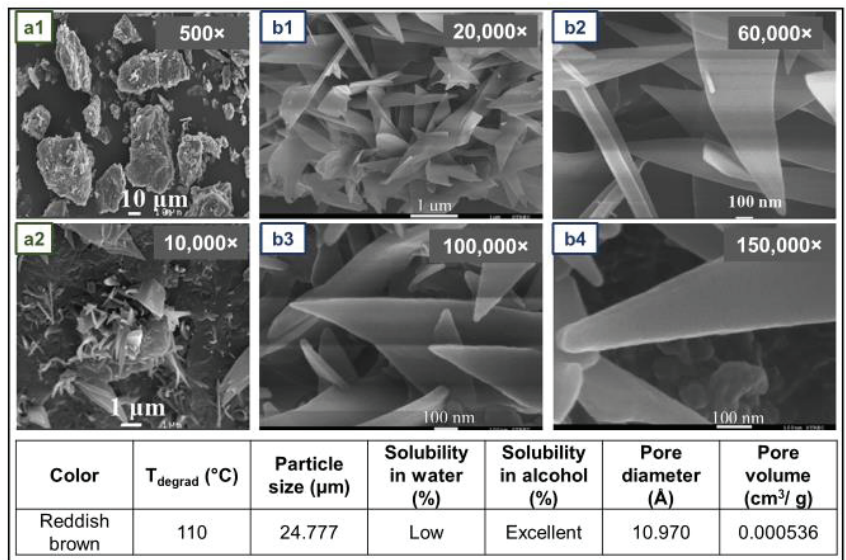 a1
500×
10 µm
b1
20,000×
1 um
b2
60,000×
100 nm
a2
10,000×
1 µm
b3
100,000×
100 nm
b4
150,000×
100 nm
Color
T_degrad (°C)
Particle
size (µm)
Solubility
in water
(%)
Solubility
in alcohol
(%)
Pore
diameter
(Å)
Pore
volume
(cm³/ g)
Reddish
brown
110
24.777
Low
Excellent
10.970
0.000536